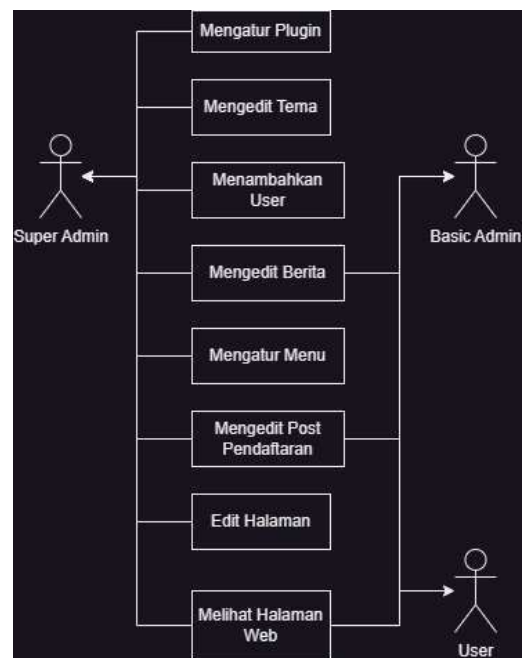 Mengatur Plugin
Mengedit Tema
Menambahkan
User
Super Admin
Basic Admin
Mengedit Berita
Mengatur Menu
Mengedit Post
Pendaftaran
Edit Halaman
Melihat Halaman
Web
User